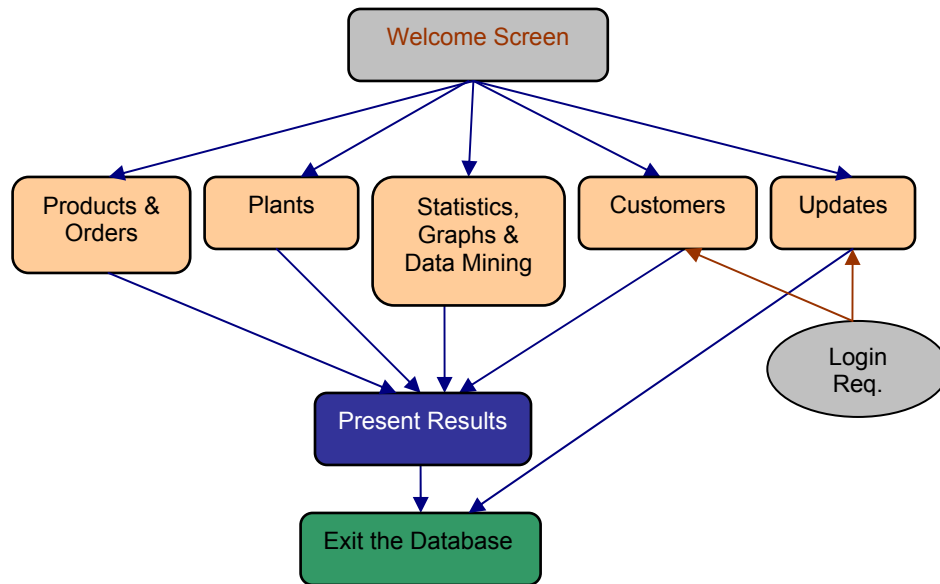 Welcome Screen
Products &
Orders
Plants
Statistics,
Graphs &
Data Mining
Customers
Updates
Login
Req.
Present Results
Exit the Database